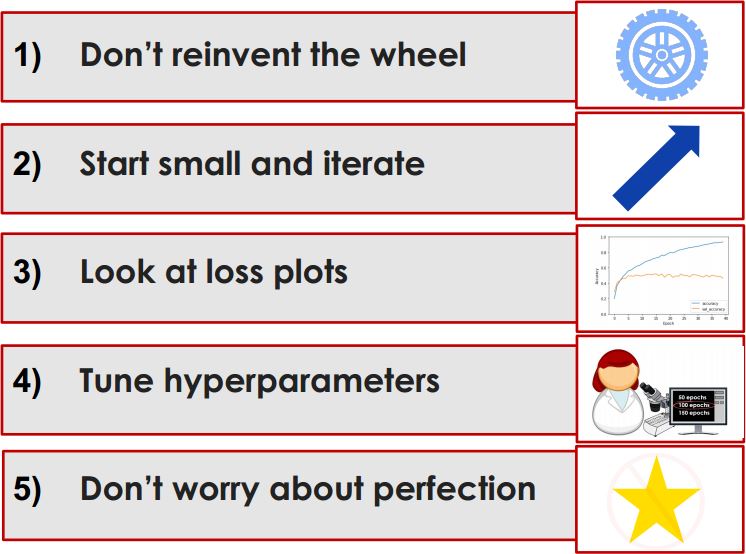 1) Don’t reinvent the wheel
2) Start small and iterate
3) Look at loss plots
1.0
0.8
0.6
0.4
0.2
0.0
Accuracy
0 5 10 15 20 25 30 35 40
Epoch
accuracy
val_accuracy
4) Tune hyperparameters
50 epochs
100 epochs
150 epochs
5) Don’t worry about perfection